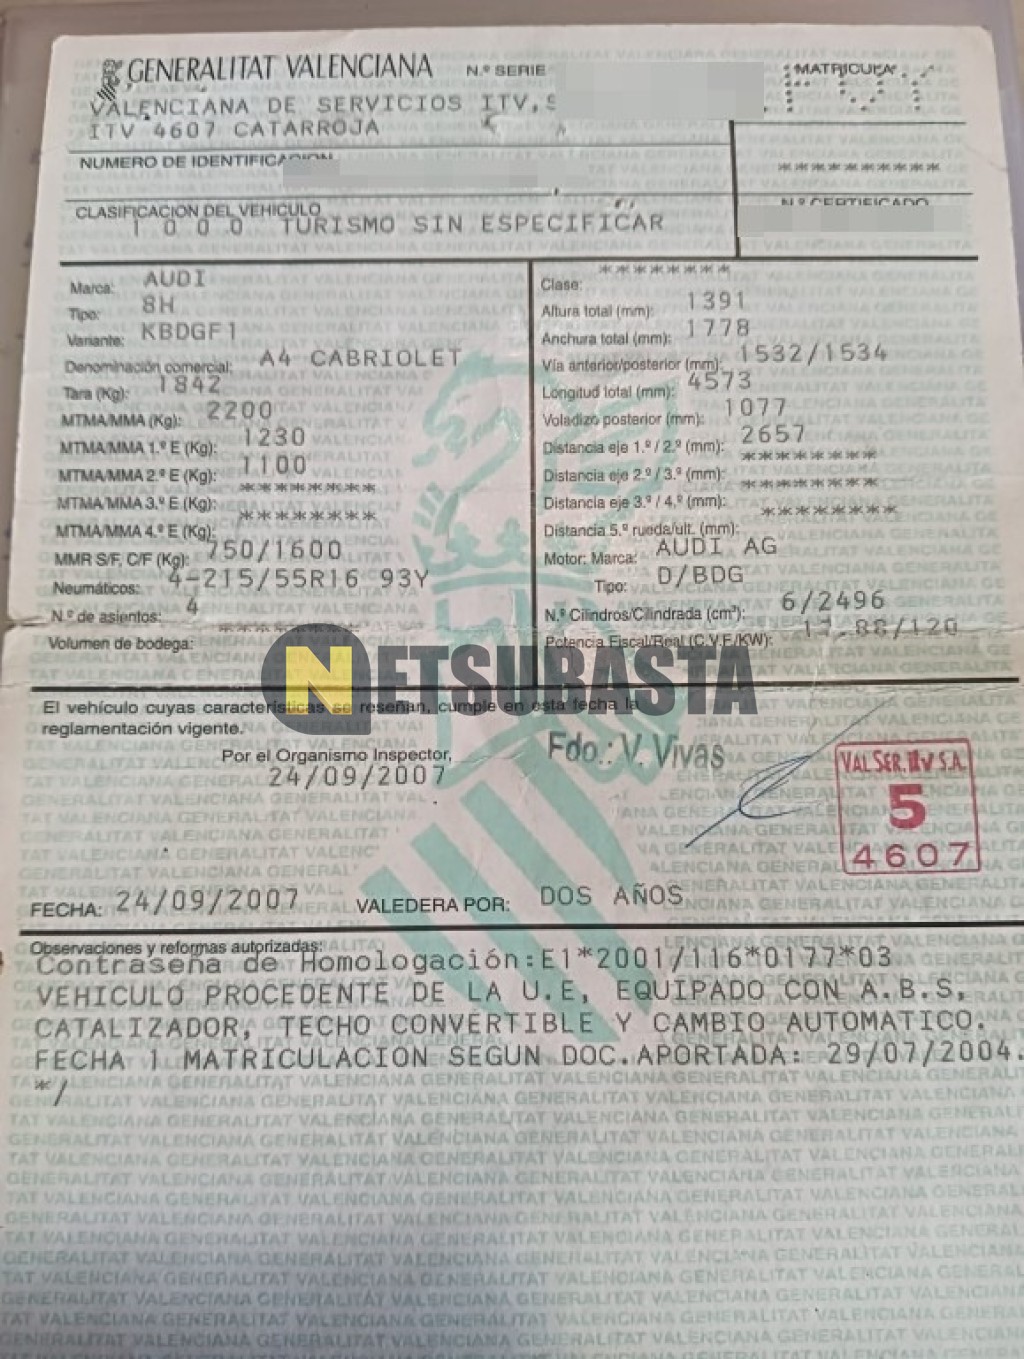 GENERALITAT VALENCIANA N.º SERIE MATRICULA
VALENCIANA DE SERVICIOS ITV, S
ITV 4607 CATARROJA
NUMERO DE IDENTIFICACION
*********
N.º CERTIFICADO
CLASIFICACION DEL VEHICULO
1 0 0 0 TURISMO SIN ESPECIFICAR
Marca: AUDI
Tipo: 8H
Variante: KBDGF1
Denominación comercial: A4 CABRIOLET
Tara (Kg): 1842
MTMA/MMA (Kg): 2200
MTMA/MMA 1.º E (Kg): 1230
MTMA/MMA 2.º E (Kg): 1100
MTMA/MMA 3.º E (Kg): ********
MTMA/MMA 4.º E (Kg): ********
MMR S/F, C/F (Kg): 750/1600
Neumáticos: 4-215/55R16 93Y
N.º de asientos: 4
Volumen de bodega: ********
Clase: ********
Altura total (mm): 1391
Anchura total (mm): 1778
Vía anterior/posterior (mm): 1532/1534
Longitud total (mm): 4573
Voladizo posterior (mm): 1077
Distancia eje 1.º / 2.º (mm): 2657
Distancia eje 2.º / 3.º (mm): ********
Distancia eje 3.º / 4.º (mm): ********
Distancia 5.ª rueda/ult. (mm): ********
Motor: Marca: AUDI AG
Tipo: D/BDG
N.º Cilindros/Cilindrada (cm³): 6/2496
Potencia Fiscal/Real (C.V.F./KW): 17.88/120
NETSUBASTA
El vehículo cuyas características se reseñan, cumple en esta fecha la
reglamentación vigente.
Por el Organismo Inspector,
24/09/2007
Fdo.: V. Vivas
VAL SER. ITV S.A.
5
4607
FECHA: 24/09/2007 VALEDERA POR: DOS AÑOS
Observaciones y reformas autorizadas:
Contraseña de Homologación:E1*2001/116*0177*03
VEHICULO PROCEDENTE DE LA U.E, EQUIPADO CON A.B.S,
CATALIZADOR, TECHO CONVERTIBLE Y CAMBIO AUTOMATICO.
FECHA 1 MATRICULACION SEGUN DOC.APORTADA: 29/07/2004.
*/